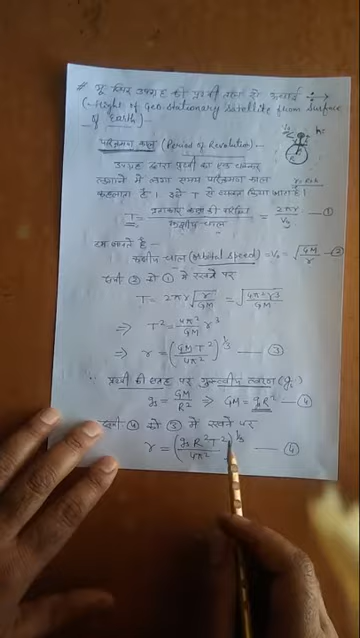 # भू स्थिर उपग्रह की पृथ्वी तल से ऊंचाई :→
(Height of Geo stationary Satellite from Surface
of Earth) -
परिक्रमण काल (Period of Revolution) -
उपग्रह द्वारा पृथ्वी का एक चक्कर
लगाने में लगा समय परिक्रमण काल
कहलाता है । इसे T से व्यक्त किया जाता है।
T = वृत्ताकार कक्षा की परिधि / कक्षीय चाल = 2πr / V₀ — ①
हम जानते हैं -
कक्षीय चाल (Orbital Speed) = V₀ = √(GM/r) — ②
समी ② से ① में रखने पर
T = 2πr √(r/GM) = √(4π²r³/GM)
⇒ T² = (4π²/GM) r³
⇒ r = (GMT²/4π²)^1/3 — ③
∵ पृथ्वी की सतह पर गुरुत्वीय त्वरण (g)
g = GM/R² ⇒ GM = gR² — ④
समी ④ से ③ में रखने पर
r = (gR²T²/4π²)^1/3 — ④